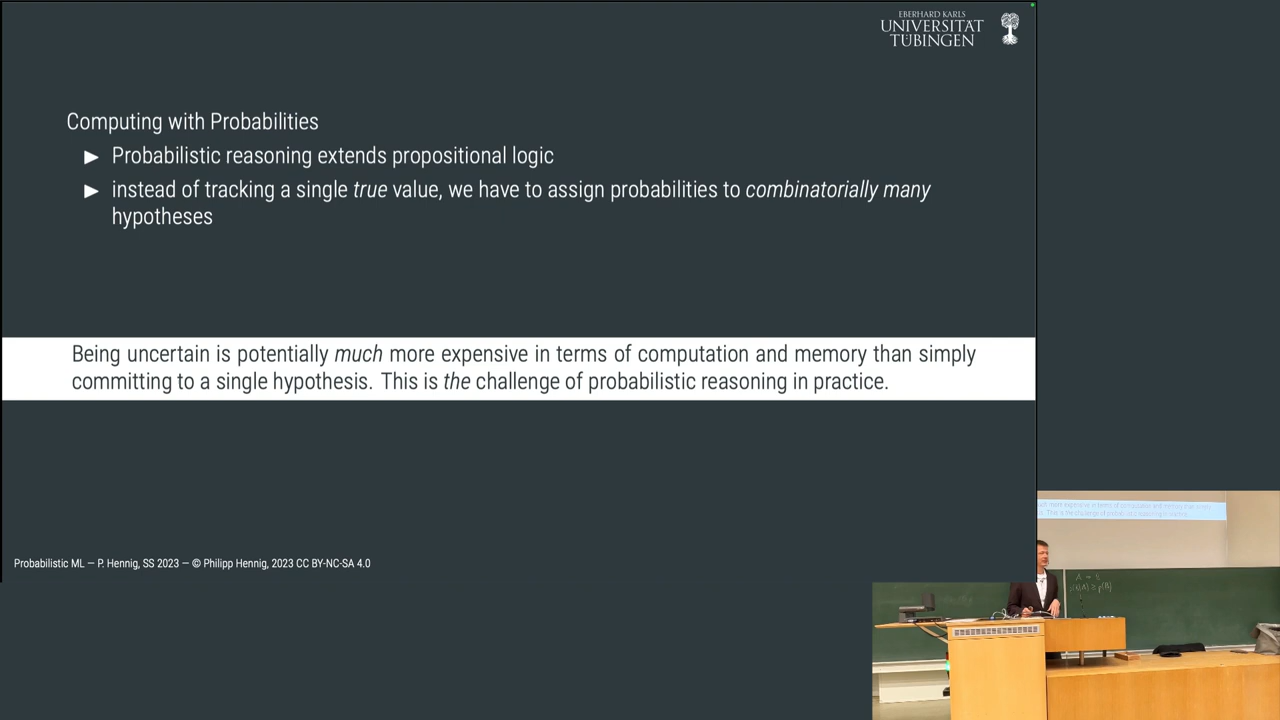 EBERHARD KARLS
UNIVERSITÄT
TÜBINGEN
Computing with Probabilities
▶ Probabilistic reasoning extends propositional logic
▶ instead of tracking a single true value, we have to assign probabilities to combinatorially many
hypotheses
Being uncertain is potentially much more expensive in terms of computation and memory than simply
committing to a single hypothesis. This is the challenge of probabilistic reasoning in practice.
Probabilistic ML — P. Hennig, SS 2023 — © Philipp Hennig, 2023 CC BY-NC-SA 4.0